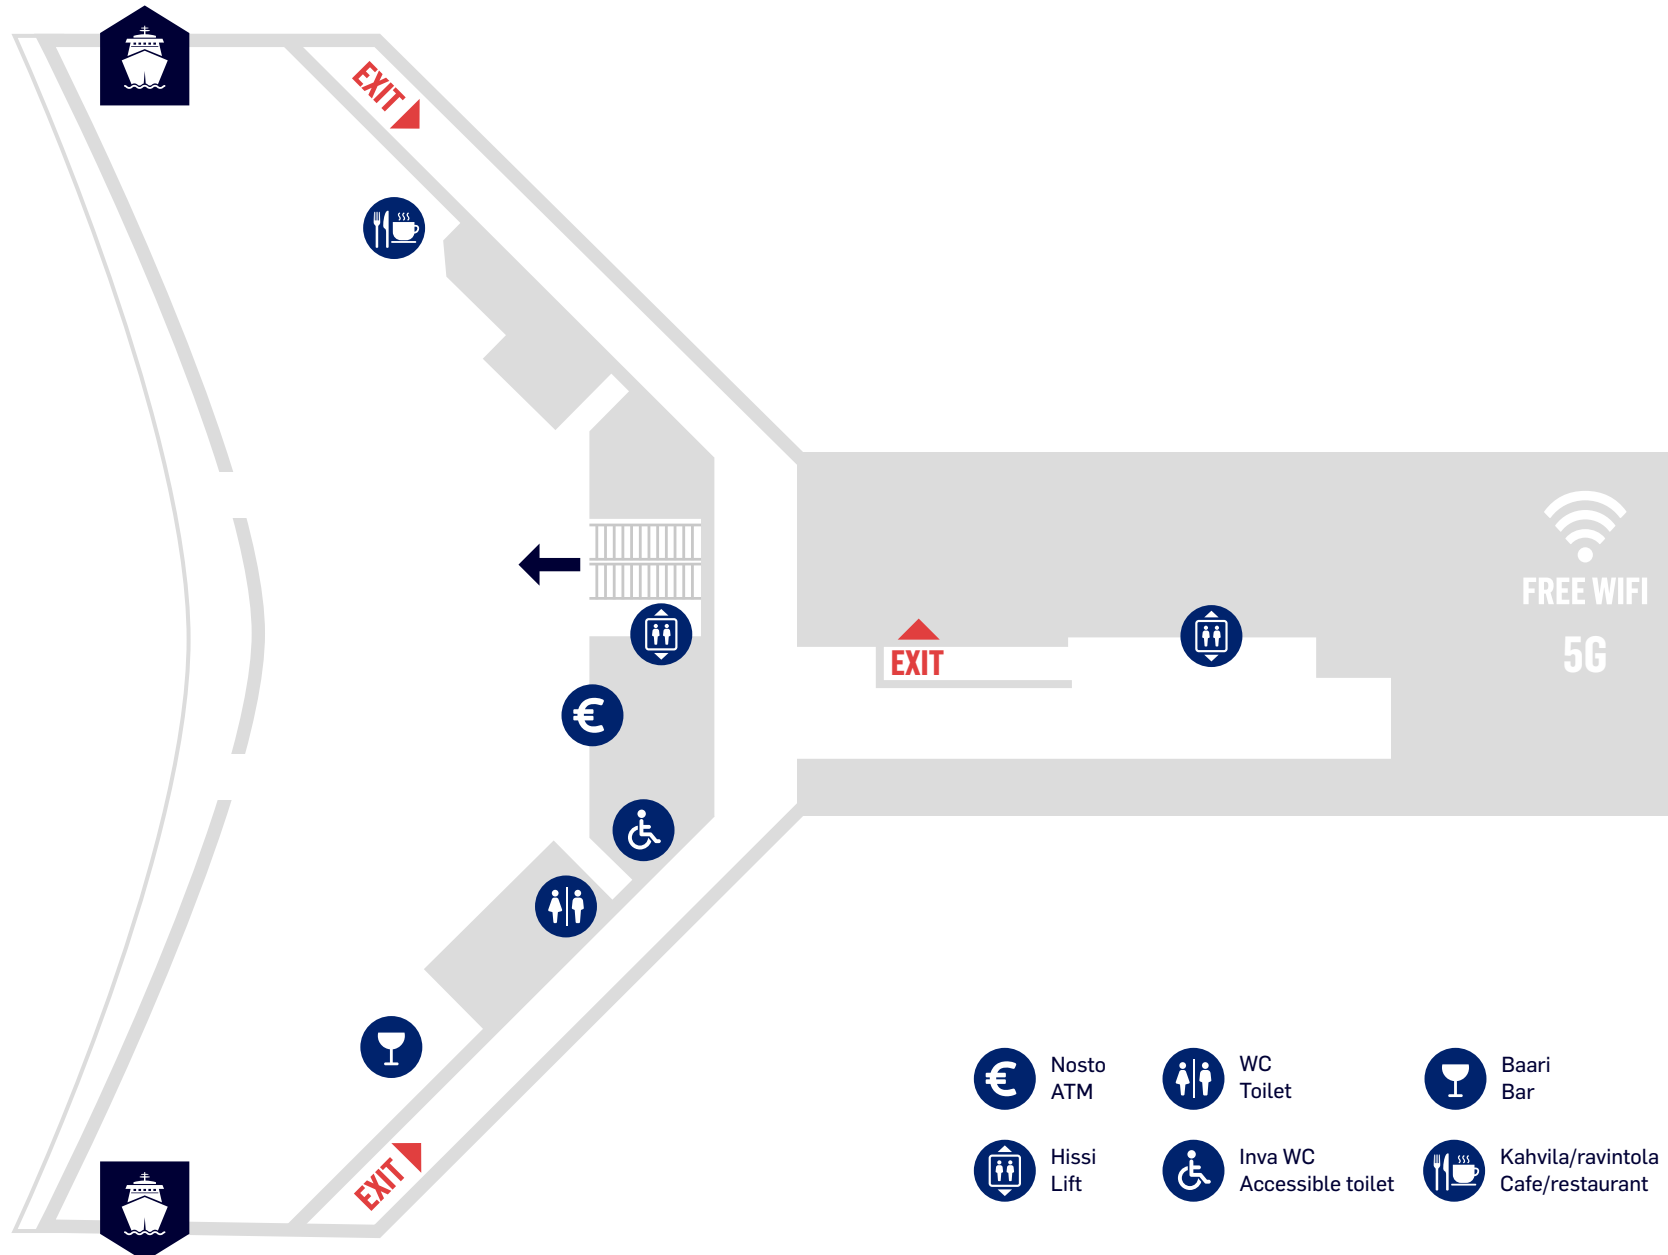 EXIT
FREE WIFI
5G
EXIT
EXIT
Nosto
ATM
WC
Toilet
Baari
Bar
Hissi
Lift
Inva WC
Accessible toilet
Kahvila/ravintola
Cafe/restaurant